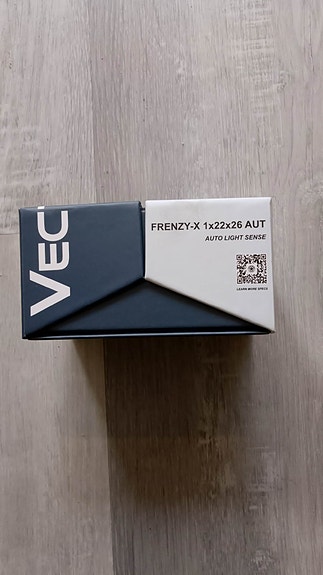 VEC
FRENZY-X 1x22x26 AUT
AUTO LIGHT SENSE
LEARN MORE SPECS